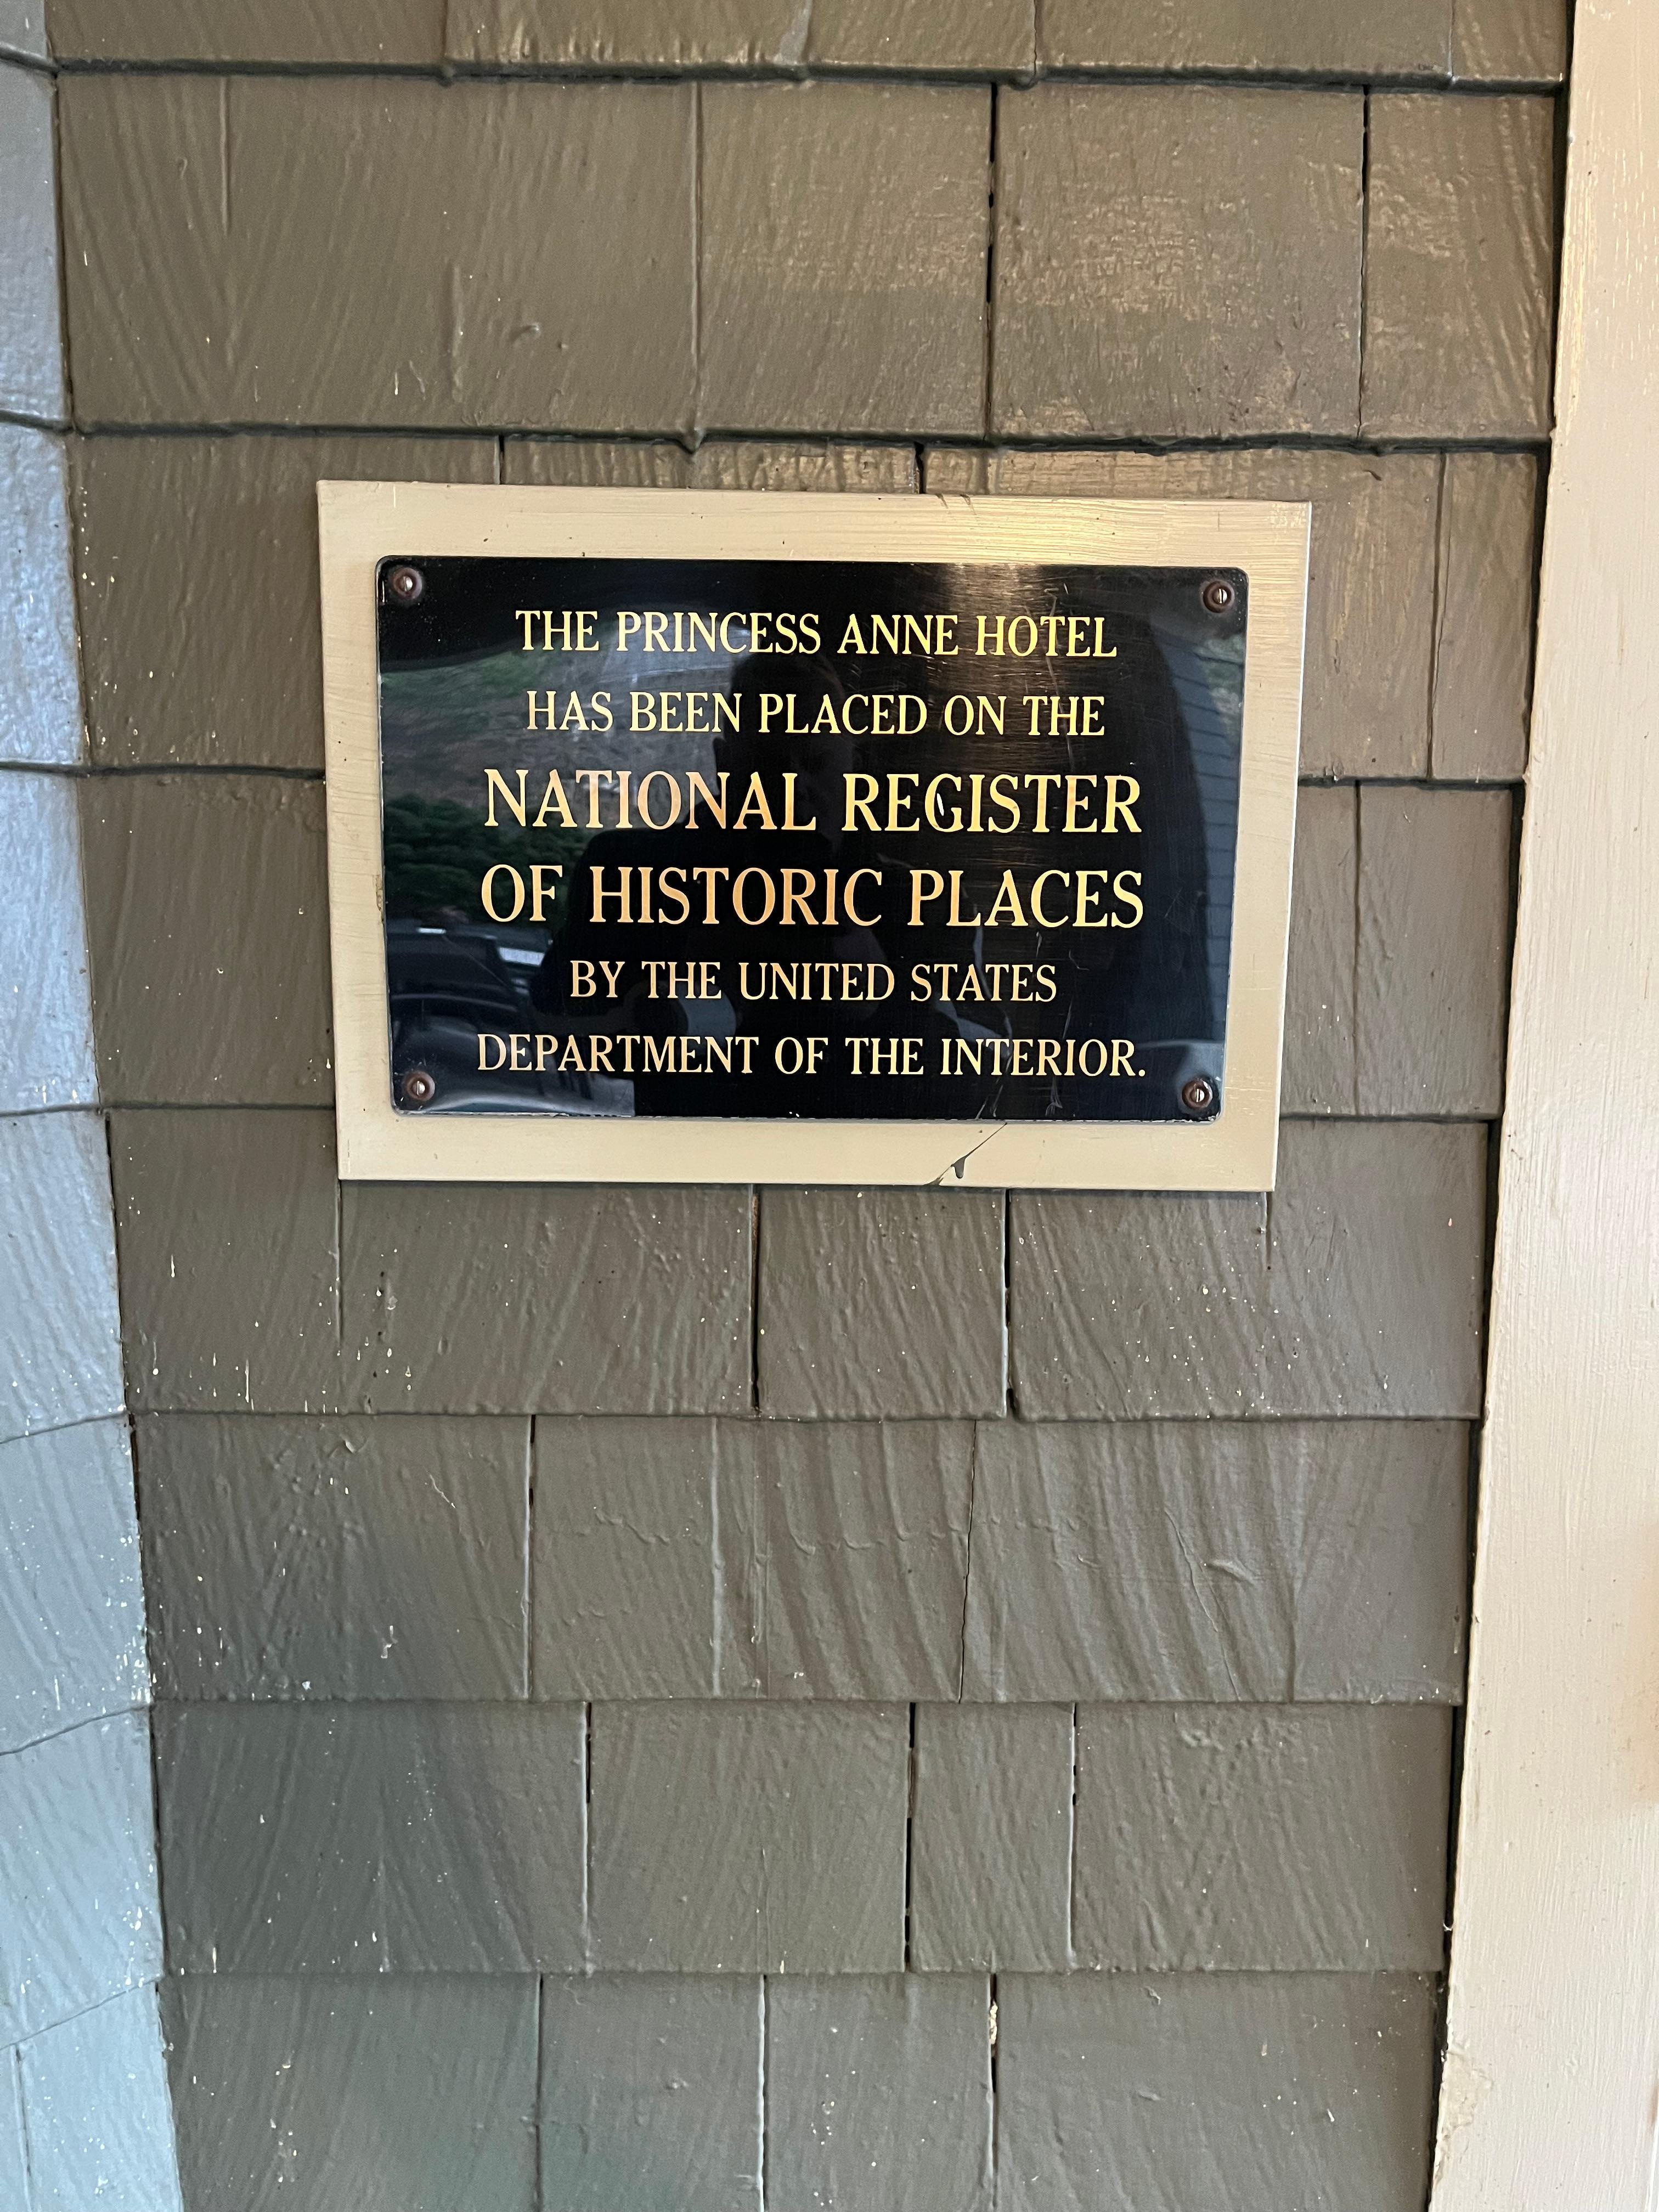 THE PRINCESS ANNE HOTEL
HAS BEEN PLACED ON THE
NATIONAL REGISTER
OF HISTORIC PLACES
BY THE UNITED STATES
DEPARTMENT OF THE INTERIOR.